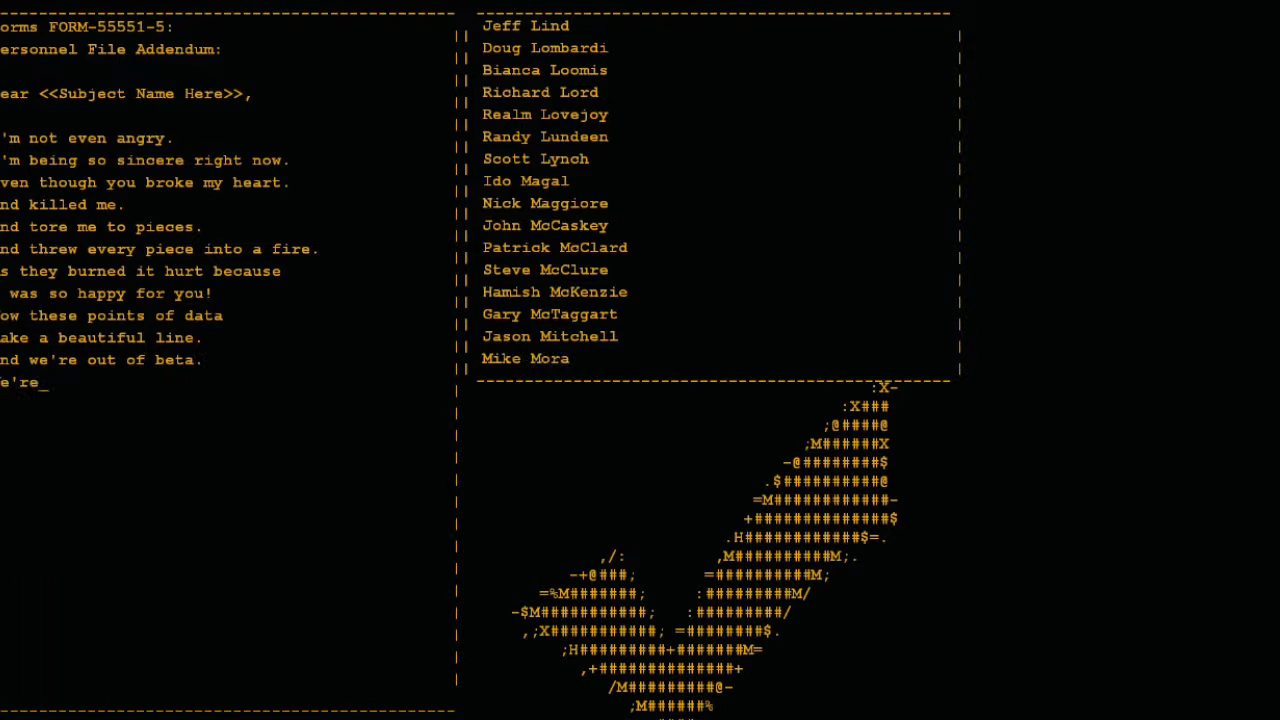 orms FORM-55551-5:
ersonnel File Addendum:
ear <<Subject Name Here>>,
'm not even angry.
'm being so sincere right now.
ven though you broke my heart.
nd killed me.
nd tore me to pieces.
nd threw every piece into a fire.
s they burned it hurt because
was so happy for you!
ow these points of data
ake a beautiful line.
nd we're out of beta.
e're_
Jeff Lind
Doug Lombardi
Bianca Loomis
Richard Lord
Realm Lovejoy
Randy Lundeen
Scott Lynch
Ido Magal
Nick Maggiore
John McCaskey
Patrick McClard
Steve McClure
Hamish McKenzie
Gary McTaggart
Jason Mitchell
Mike Mora